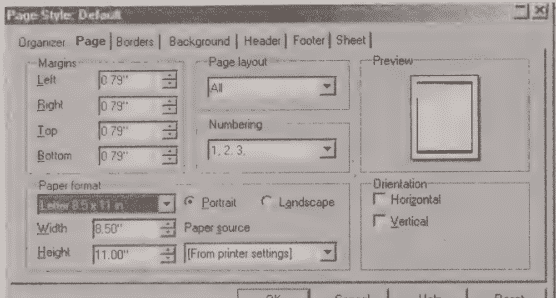 Page Style: Default
Organizer Page Borders Background Header Footer Sheet
Margins
Left 0.79"
Right 0.79"
Top 0.79"
Bottom 0.79"
Page layout
All
Numbering
1, 2, 3,
Preview
Paper format
Letter 8.5 x 11 in
Portrait Landscape
Width 8.50"
Height 11.00"
Paper source
[From printer settings]
Orientation
Horizontal
Vertical
OK Cancel Help Reset